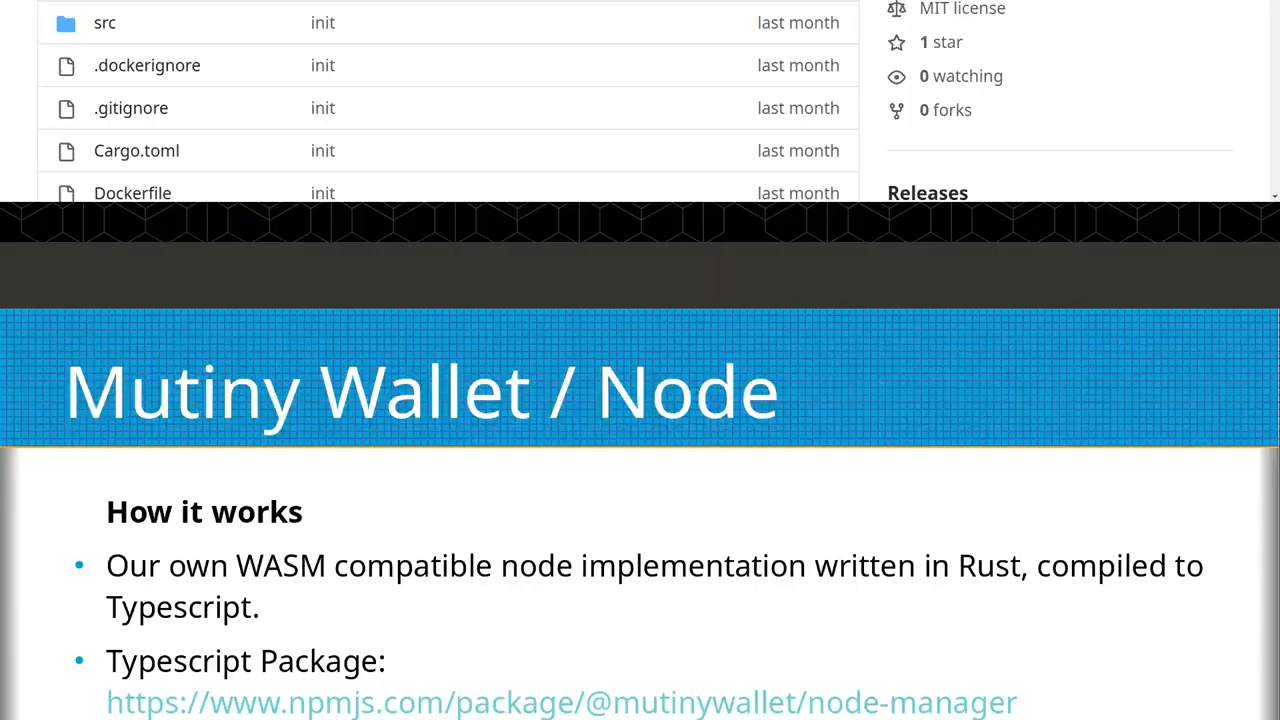 src init last month
MIT license
.dockerignore init last month
1 star
.gitignore init last month
0 watching
Cargo.toml init last month
0 forks
Dockerfile init last month
Releases
Mutiny Wallet / Node
How it works
• Our own WASM compatible node implementation written in Rust, compiled to
Typescript.
• Typescript Package:
https://www.npmjs.com/package/@mutinywallet/node-manager